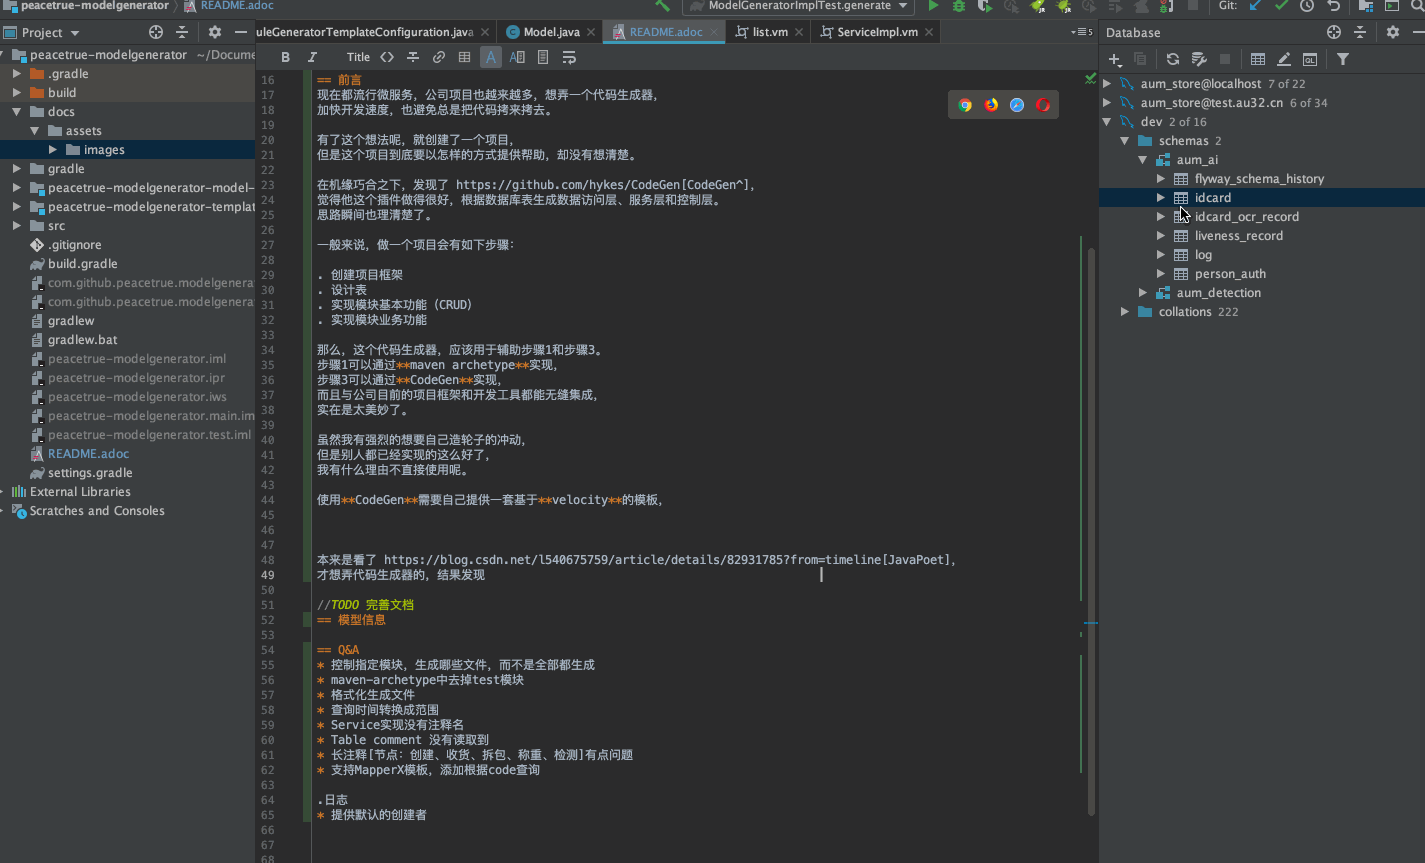 peacetrue-modelgenerator
README.adoc
ModelGeneratorImplTest.generate
Git:
Project
uleGeneratorTemplateConfiguration.java
Model.java
README.adoc
list.vm
ServiceImpl.vm
5
Database
peacetrue-modelgenerator ~/Docume
.gradle
build
docs
assets
images
gradle
peacetrue-modelgenerator-model-
peacetrue-modelgenerator-templat
src
.gitignore
build.gradle
com.github.peacetrue.modelgenera
com.github.peacetrue.modelgenera
gradlew
gradlew.bat
peacetrue-modelgenerator.iml
peacetrue-modelgenerator.ipr
peacetrue-modelgenerator.iws
peacetrue-modelgenerator.main.im
peacetrue-modelgenerator.test.iml
README.adoc
settings.gradle
External Libraries
Scratches and Consoles
B I Title A A
16 == 前言
17 现在都流行微服务，公司项目也越来越多，想弄一个代码生成器，
18 加快开发速度，也避免总是把代码拷来拷去。
19
20 有了这个想法呢，就创建了一个项目，
21 但是这个项目到底要以怎样的方式提供帮助，却没有想清楚。
22
23 在机缘巧合之下，发现了 https://github.com/hykes/CodeGen[CodeGen^]，
24 觉得他这个插件做得很好，根据数据库表生成数据访问层、服务层和控制层。
25 思路瞬间也理清楚了。
26
27 一般来说，做一个项目会有如下步骤：
28
29 . 创建项目框架
30 . 设计表
31 . 实现模块基本功能（CRUD）
32 . 实现模块业务功能
33
34 那么，这个代码生成器，应该用于辅助步骤1和步骤3。
35 步骤1可以通过**maven archetype**实现，
36 步骤3可以通过**CodeGen**实现，
37 而且与公司目前的项目框架和开发工具都能无缝集成，
38 实在是太美妙了。
39
40 虽然我有强烈的想要自己造轮子的冲动，
41 但是别人都已经实现的这么好了，
42 我有什么理由不直接使用呢。
43
44 使用**CodeGen**需要自己提供一套基于**velocity**的模板，
45
46
47
48 本来是看了 https://blog.csdn.net/l540675759/article/details/82931785?from=timeline[JavaPoet]，
49 才想弄代码生成器的，结果发现
50
51 //TODO 完善文档
52 == 模型信息
53
54 == Q&A
55 * 控制指定模块，生成哪些文件，而不是全部都生成
56 * maven-archetype中去掉test模块
57 * 格式化生成文件
58 * 查询时间转换成范围
59 * Service实现没有注释名
60 * Table comment 没有读取到
61 * 长注释[节点：创建、收货、拆包、称重、检测]有点问题
62 * 支持MapperX模板，添加根据code查询
63
64 .日志
65 * 提供默认的创建者
66
67
68
QL
aum_store@localhost 7 of 22
aum_store@test.au32.cn 6 of 34
dev 2 of 16
schemas 2
aum_ai
flyway_schema_history
idcard
idcard_ocr_record
liveness_record
log
person_auth
aum_detection
collations 222